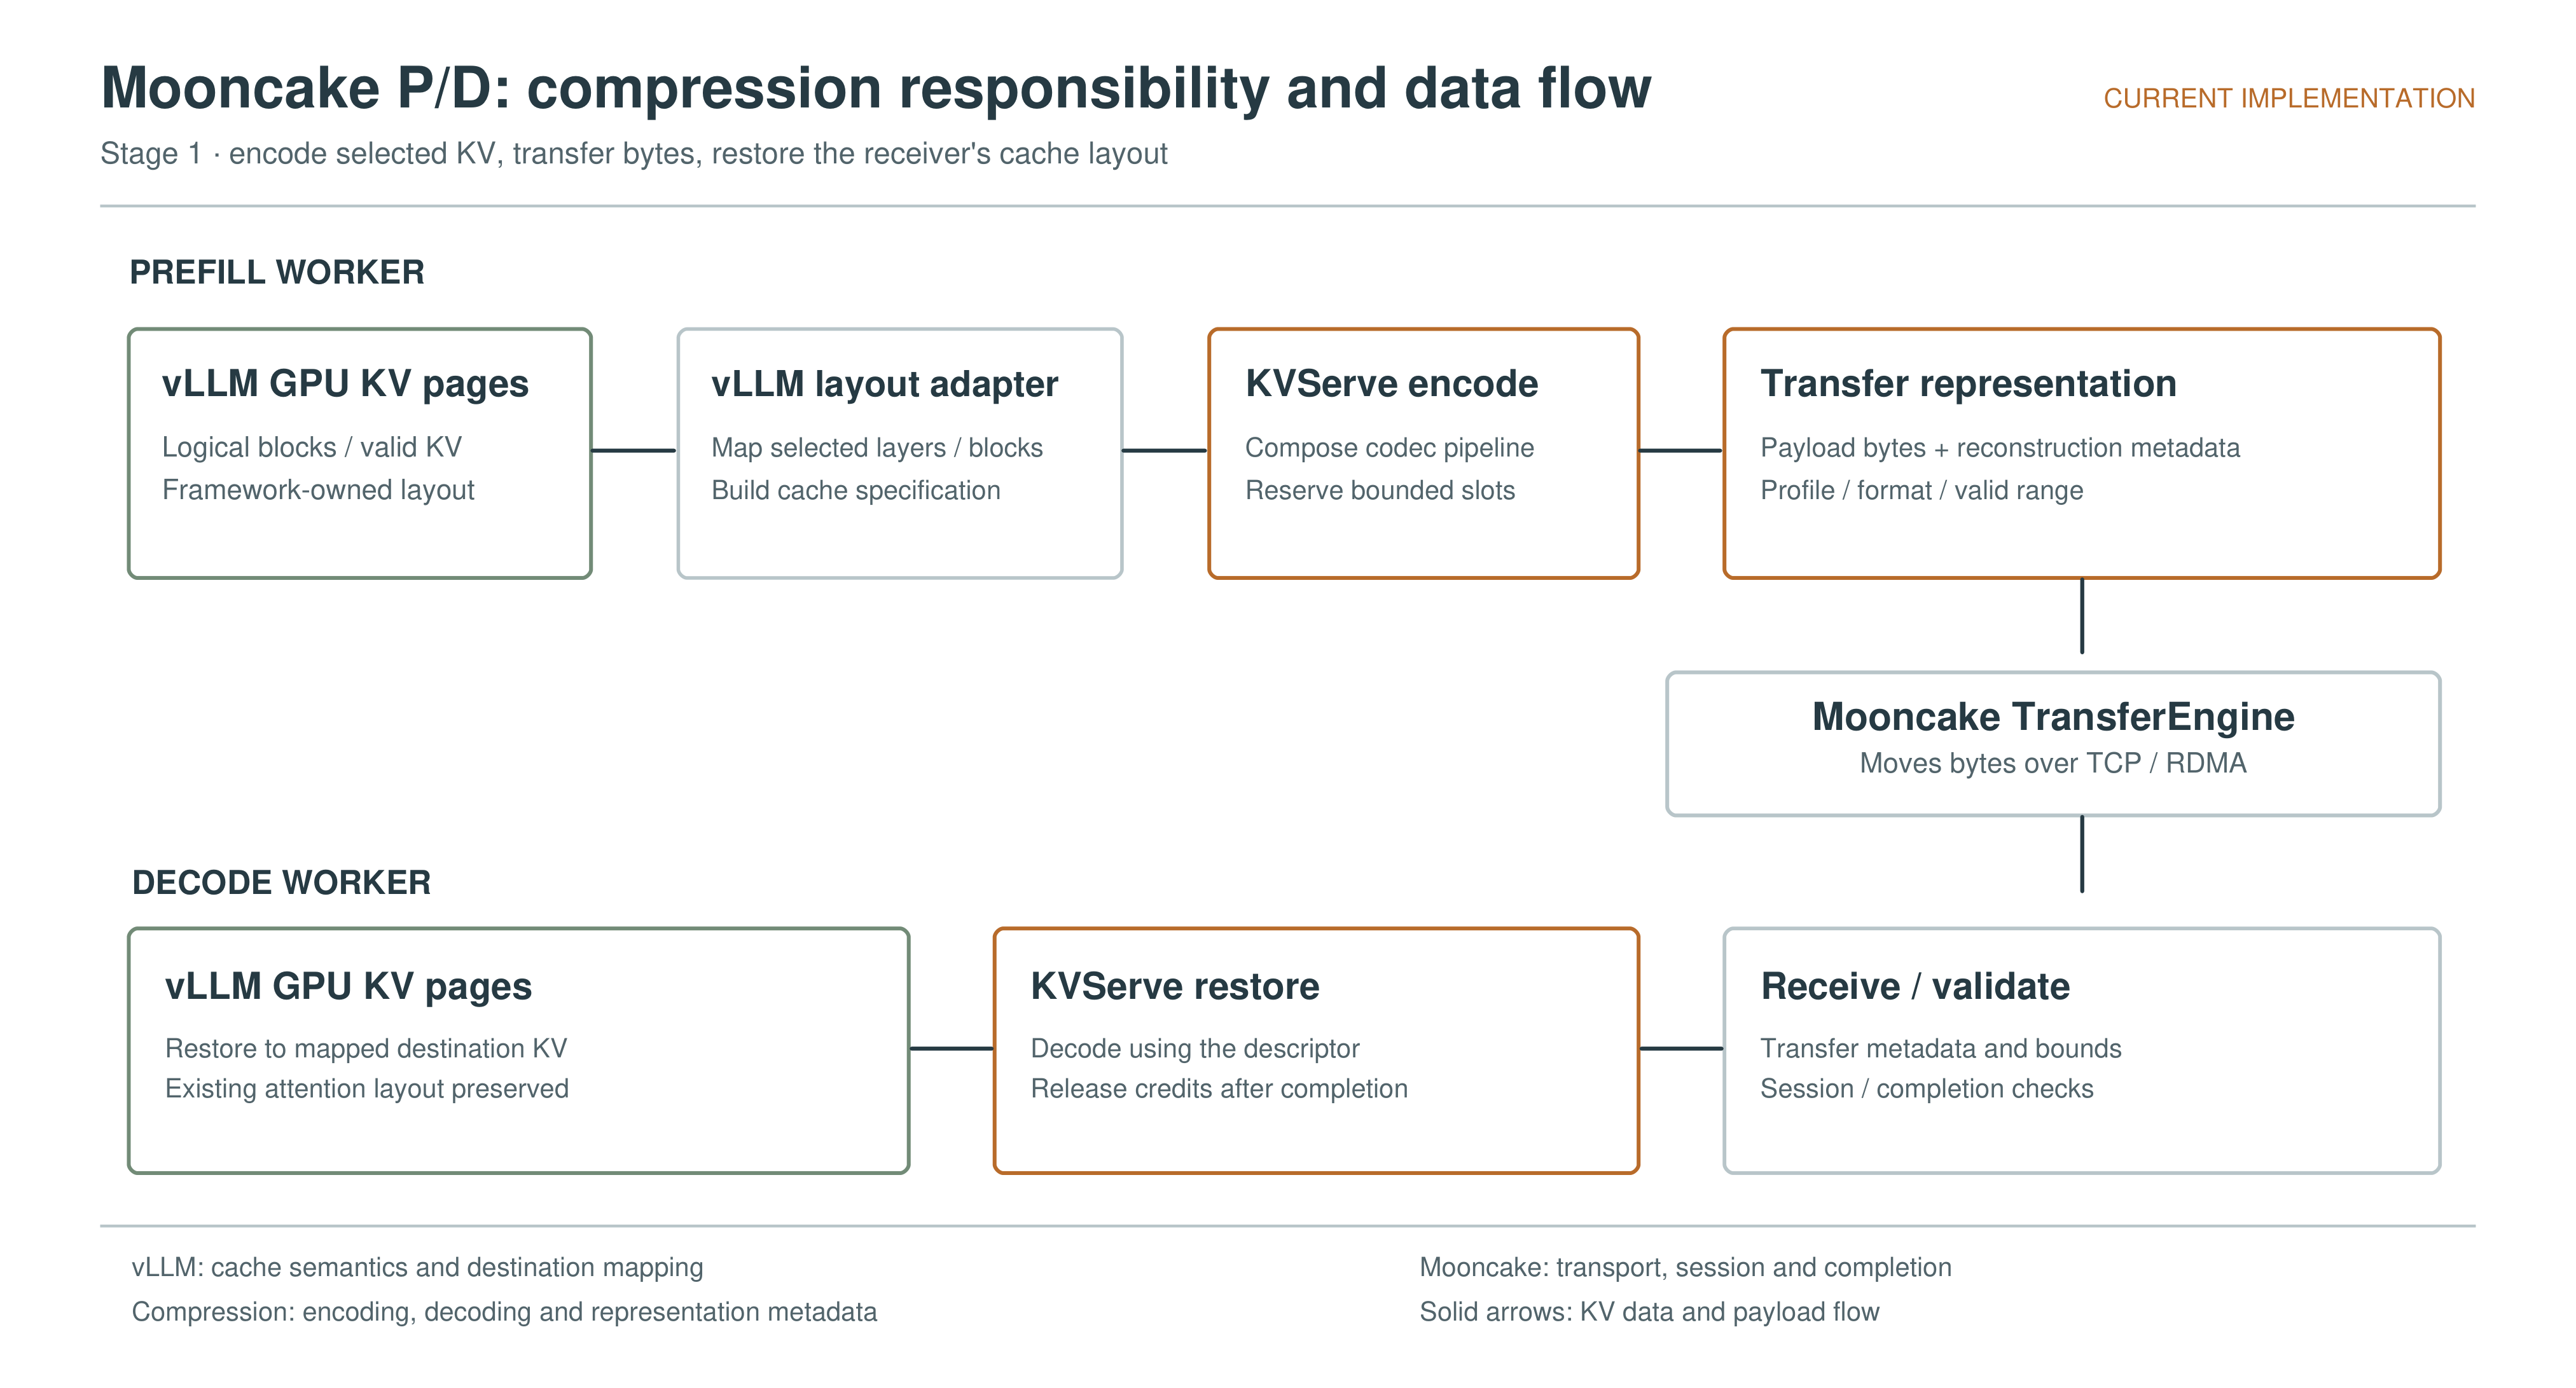 Mooncake P/D: compression responsibility and data flow
CURRENT IMPLEMENTATION
Stage 1 · encode selected KV, transfer bytes, restore the receiver's cache layout
PREFILL WORKER
vLLM GPU KV pages
Logical blocks / valid KV
Framework-owned layout
vLLM layout adapter
Map selected layers / blocks
Build cache specification
KVServe encode
Compose codec pipeline
Reserve bounded slots
Transfer representation
Payload bytes + reconstruction metadata
Profile / format / valid range
Mooncake TransferEngine
Moves bytes over TCP / RDMA
DECODE WORKER
vLLM GPU KV pages
Restore to mapped destination KV
Existing attention layout preserved
KVServe restore
Decode using the descriptor
Release credits after completion
Receive / validate
Transfer metadata and bounds
Session / completion checks
vLLM: cache semantics and destination mapping
Compression: encoding, decoding and representation metadata
Mooncake: transport, session and completion
Solid arrows: KV data and payload flow